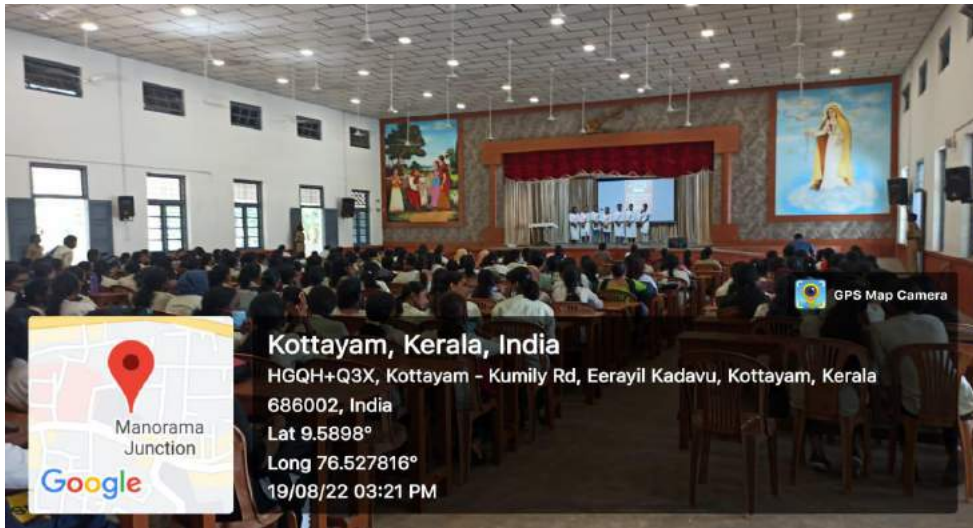 GPS Map Camera
Manorama
Junction
Google
Kottayam, Kerala, India
HGQH+Q3X, Kottayam - Kumily Rd, Eerayil Kadavu, Kottayam, Kerala
686002, India
Lat 9.5898°
Long 76.527816°
19/08/22 03:21 PM